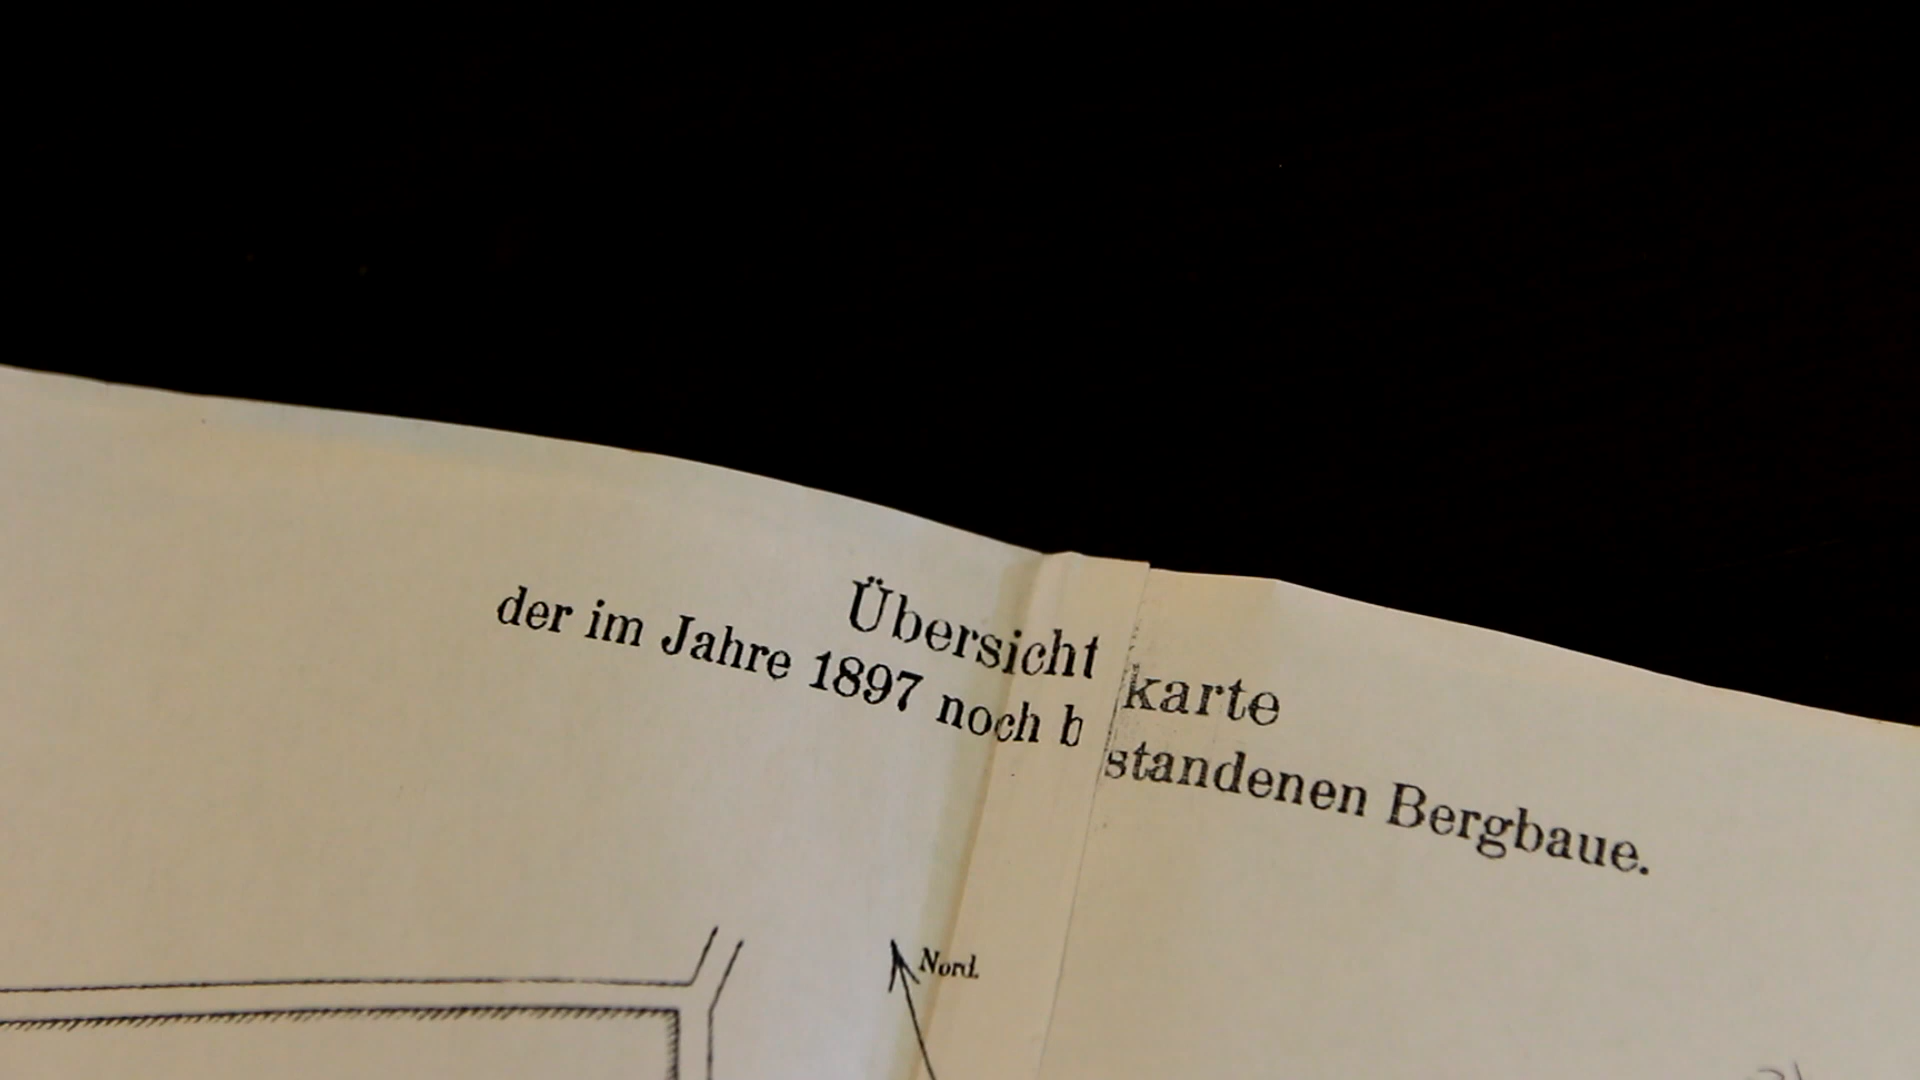 Übersicht karte
der im Jahre 1897 noch b standenen Bergbaue.
Nord.